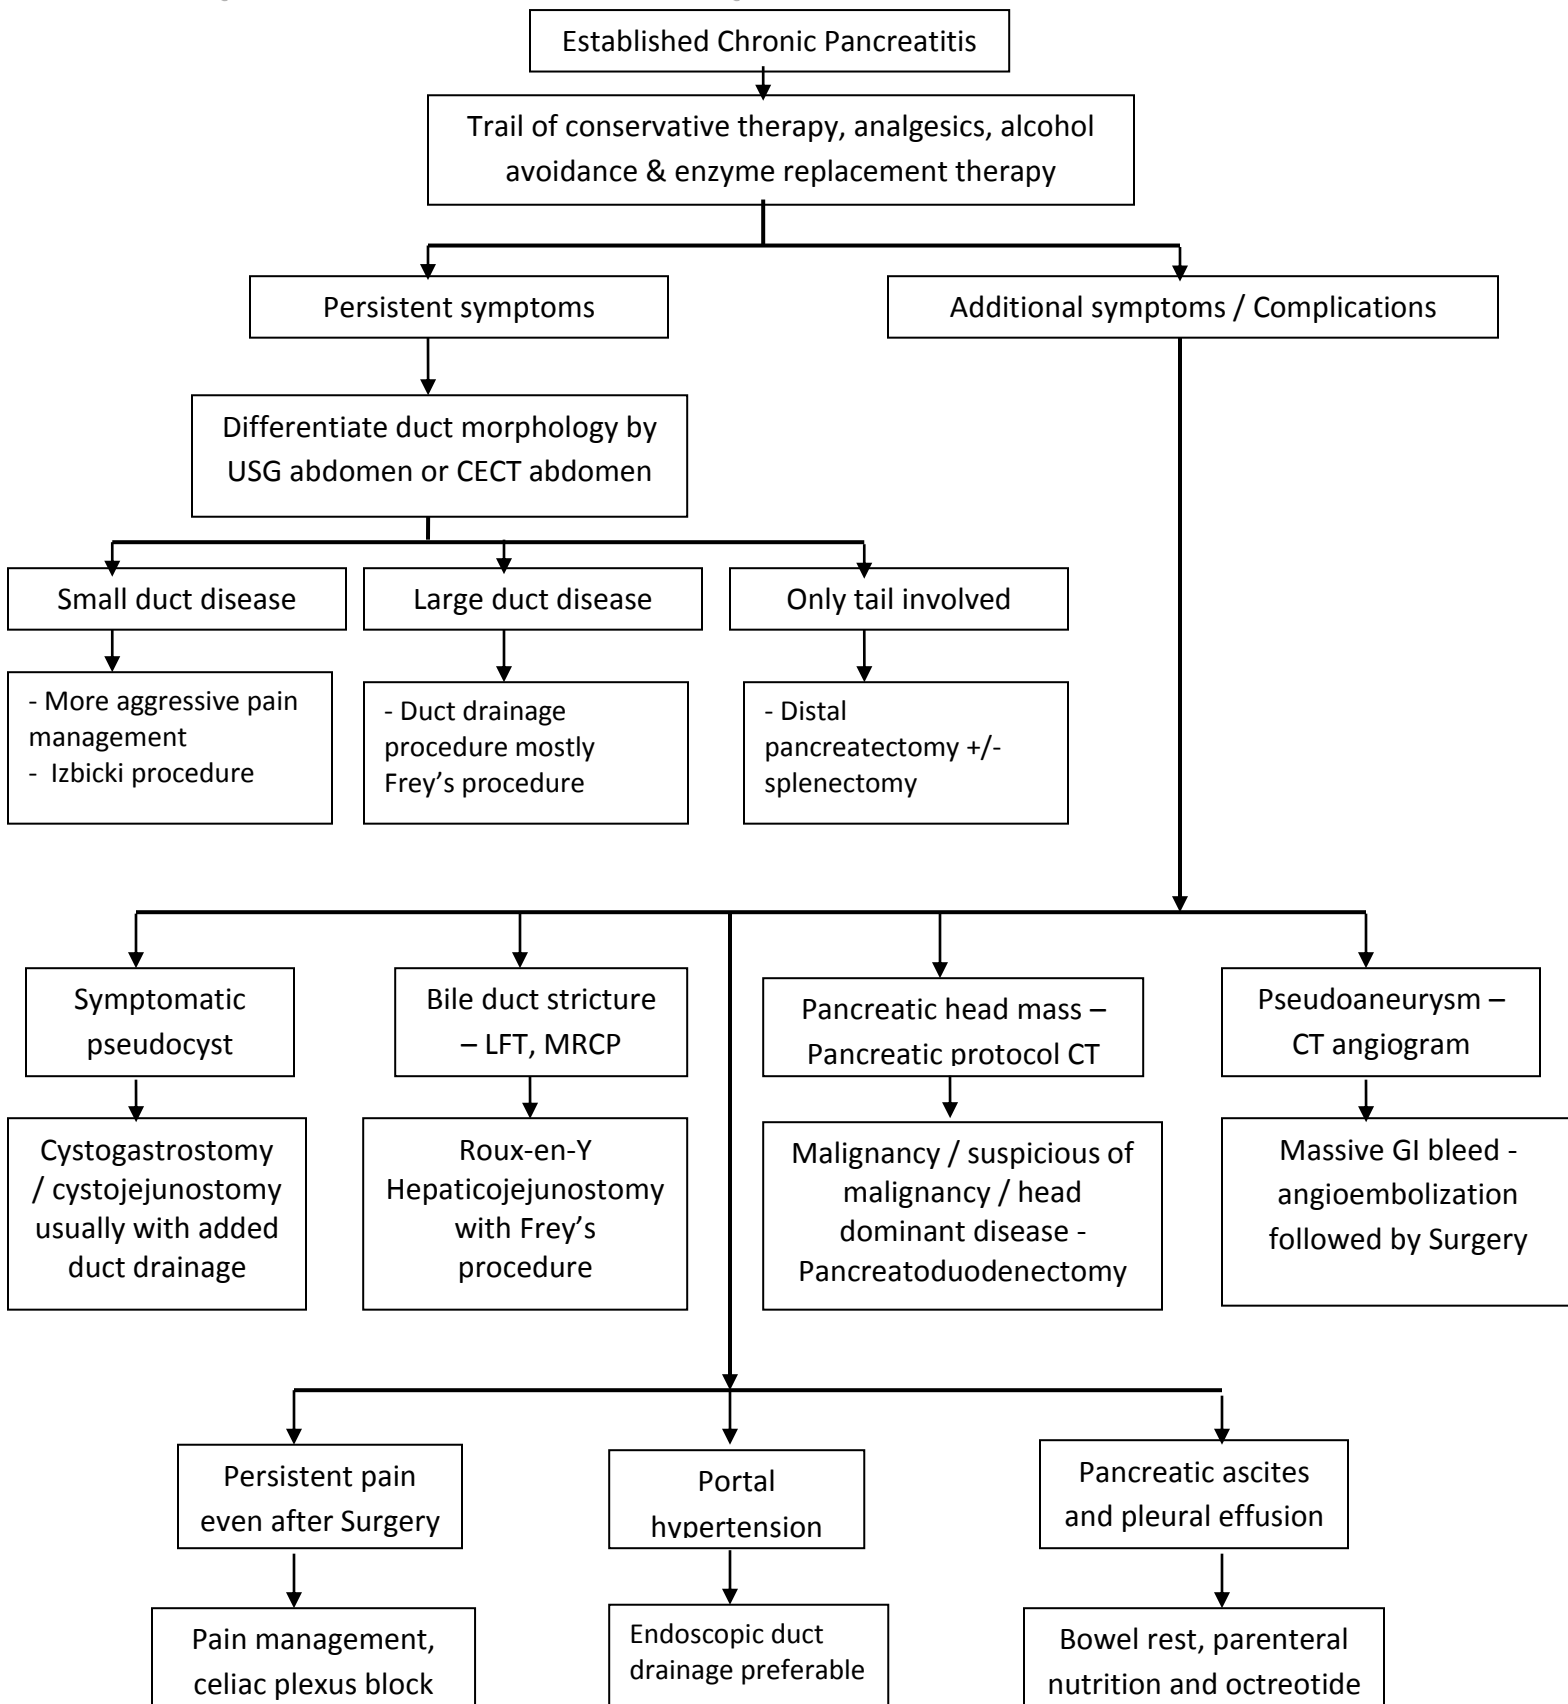 Established Chronic Pancreatitis
Trail of conservative therapy, analgesics, alcohol
avoidance & enzyme replacement therapy
Persistent symptoms
Additional symptoms / Complications
Differentiate duct morphology by
USG abdomen or CECT abdomen
Small duct disease
Large duct disease
Only tail involved
- More aggressive pain
management
- Izbicki procedure
- Duct drainage
procedure mostly
Frey’s procedure
- Distal
pancreatectomy +/-
splenectomy
Symptomatic
pseudocyst
Bile duct stricture
– LFT, MRCP
Pancreatic head mass –
Pancreatic protocol CT
Pseudoaneurysm –
CT angiogram
Cystogastrostomy
/ cystojejunostomy
usually with added
duct drainage
Roux-en-Y
Hepaticojejunostomy
with Frey’s
procedure
Malignancy / suspicious of
malignancy / head
dominant disease -
Pancreatoduodenectomy
Massive GI bleed -
angioembolization
followed by Surgery
Persistent pain
even after Surgery
Portal
hypertension
Pancreatic ascites
and pleural effusion
Pain management,
celiac plexus block
Endoscopic duct
drainage preferable
Bowel rest, parenteral
nutrition and octreotide